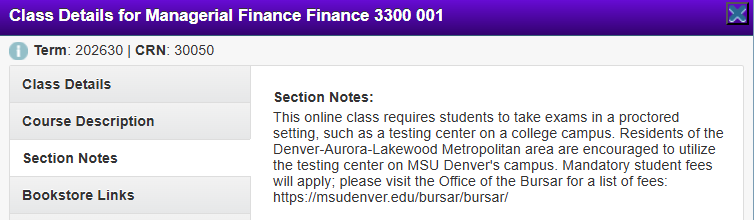 Class Details for Managerial Finance Finance 3300 001
Term: 202630 | CRN: 30050
Class Details
Course Description
Section Notes
Bookstore Links
Section Notes:
This online class requires students to take exams in a proctored
setting, such as a testing center on a college campus. Residents of the
Denver-Aurora-Lakewood Metropolitan area are encouraged to utilize
the testing center on MSU Denver's campus. Mandatory student fees
will apply; please visit the Office of the Bursar for a list of fees:
https://msudenver.edu/bursar/bursar/